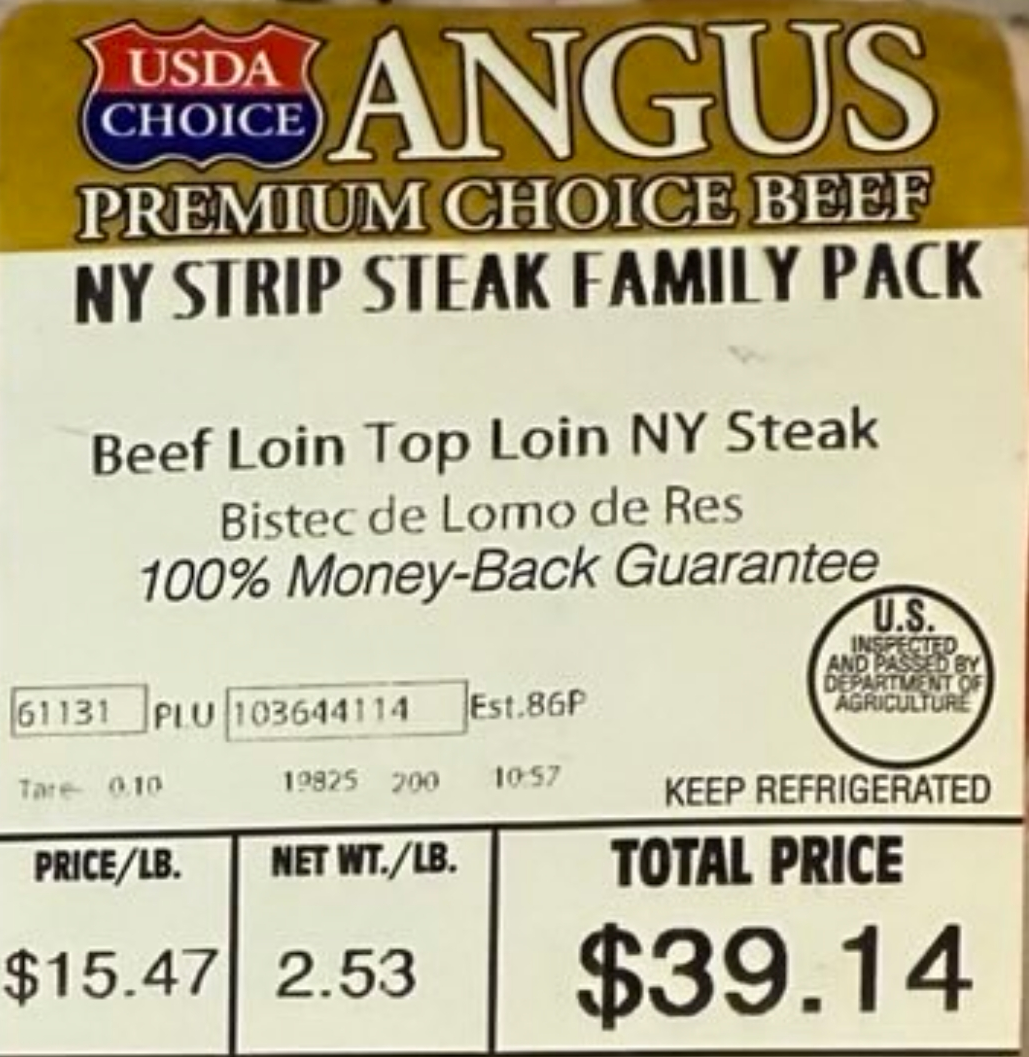 USDA
CHOICE
ANGUS
PREMIUM CHOICE BEEF
NY STRIP STEAK FAMILY PACK
Beef Loin Top Loin NY Steak
Bistec de Lomo de Res
100% Money-Back Guarantee
U.S.
INSPECTED
AND PASSED BY
DEPARTMENT OF
AGRICULTURE
61131 PLU 103644114 Est.86P
Tare 0.10 19825 200 10:57
KEEP REFRIGERATED
PRICE/LB. NET WT./LB. TOTAL PRICE
$15.47 2.53 $39.14